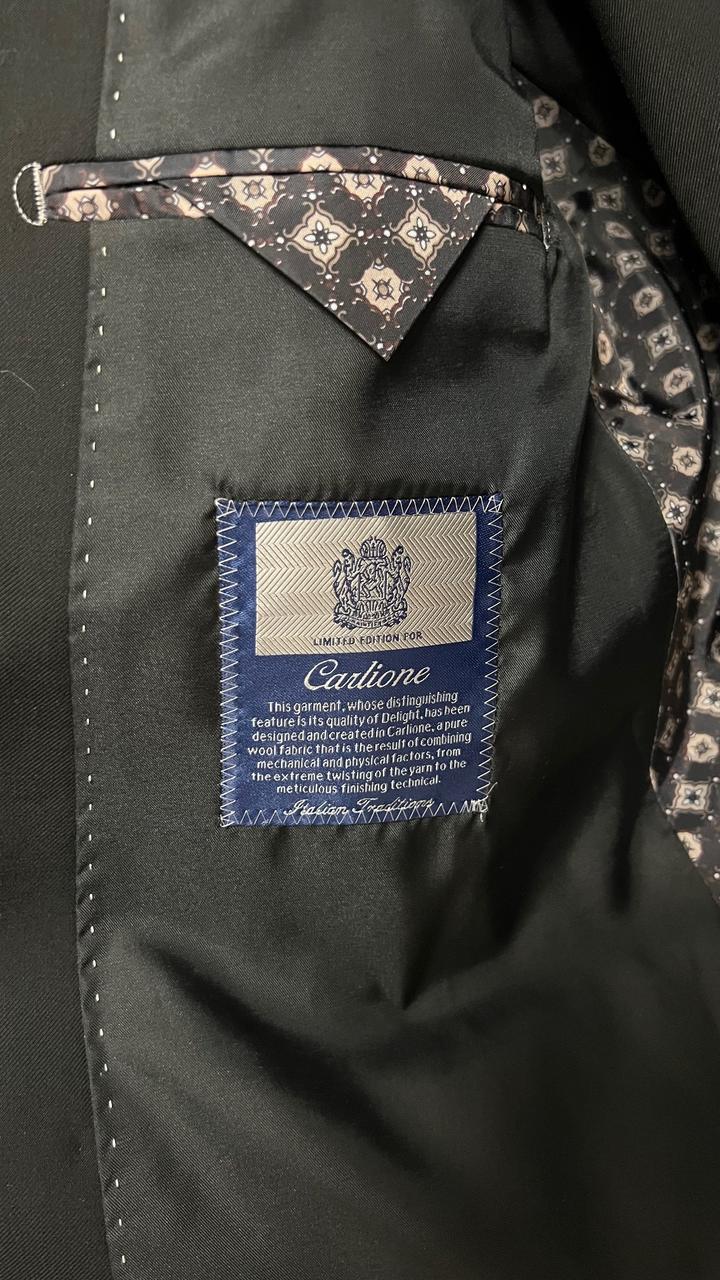 LIMITED EDITION FOR
Carlione
This garment, whose distinguishing
feature is its quality of Delight, has been
designed and created in Carlione, a pure
wool fabric that is the result of combining
mechanical and physical factors, from
the extreme twisting of the yarn to the
meticulous finishing technical.
Italian Traditions